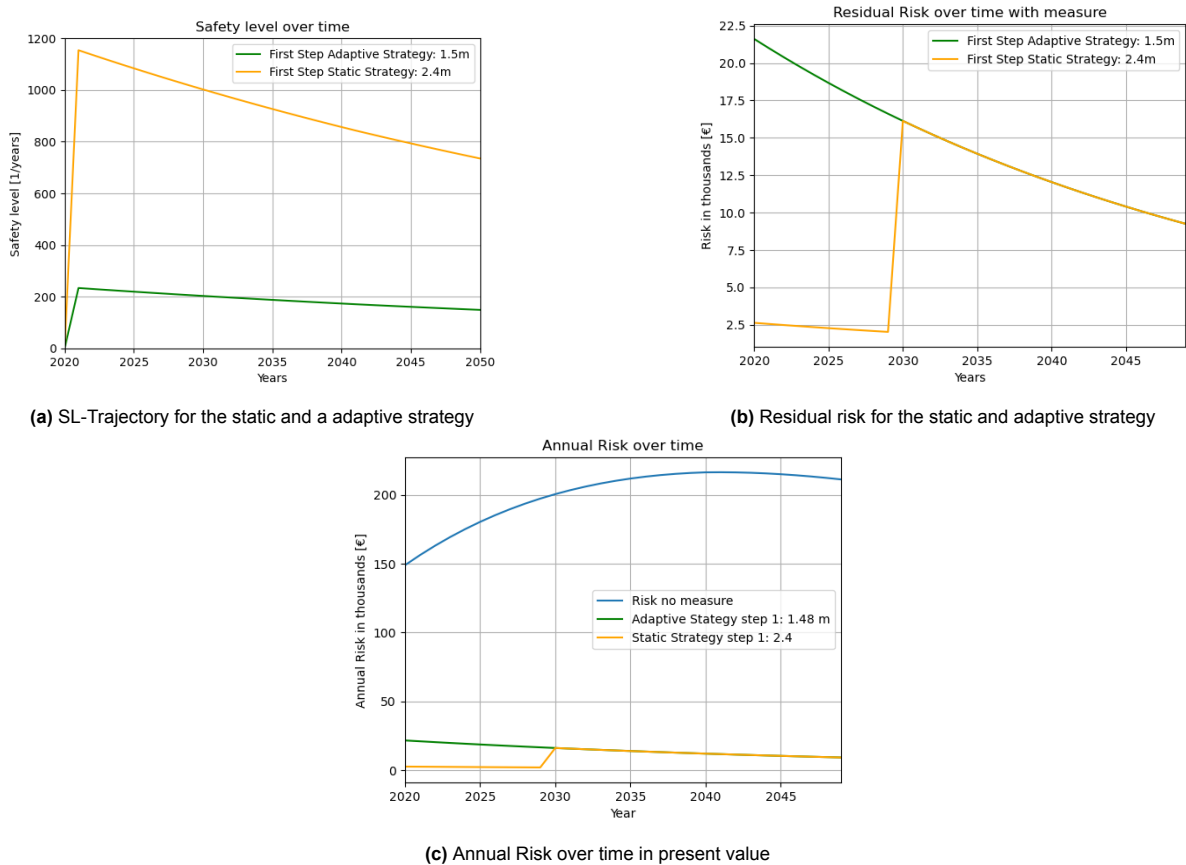 Safety level over time
1200
1000
800
600
400
200
0
Safety level [1/years]
First Step Adaptive Strategy: 1.5m
First Step Static Strategy: 2.4m
2020 2025 2030 2035 2040 2045 2050
Years
(a) SL-Trajectory for the static and a adaptive strategy
Residual Risk over time with measure
22.5
20.0
17.5
15.0
12.5
10.0
7.5
5.0
2.5
Risk in thousands [€]
First Step Adaptive Strategy: 1.5m
First Step Static Strategy: 2.4m
2020 2025 2030 2035 2040 2045
Years
(b) Residual risk for the static and adaptive strategy
Annual Risk over time
200
150
100
50
0
Annual Risk in thousands [€]
Risk no measure
Adaptive Stategy step 1: 1.48 m
Static Strategy step 1: 2.4
2020 2025 2030 2035 2040 2045
Year
(c) Annual Risk over time in present value